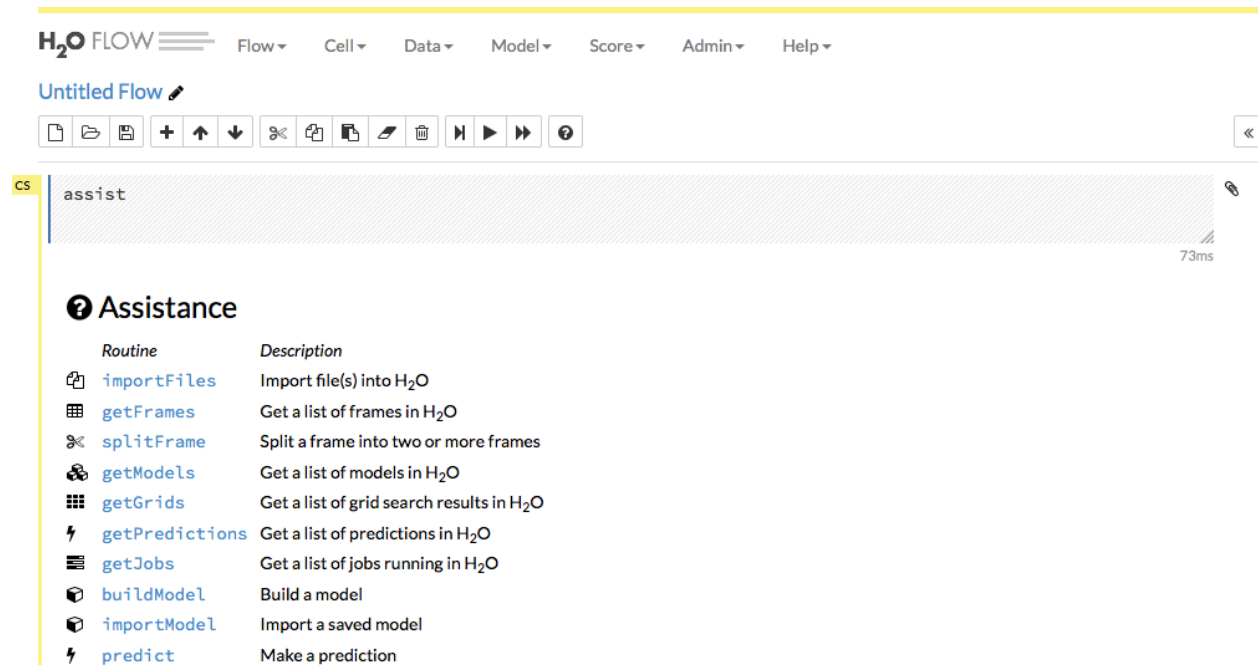 H2O FLOW Flow Cell Data Model Score Admin Help
Untitled Flow
CS
assist
73ms
Assistance
Routine Description
importFiles Import file(s) into H2O
getFrames Get a list of frames in H2O
splitFrame Split a frame into two or more frames
getModels Get a list of models in H2O
getGrids Get a list of grid search results in H2O
getPredictions Get a list of predictions in H2O
getJobs Get a list of jobs running in H2O
buildModel Build a model
importModel Import a saved model
predict Make a prediction